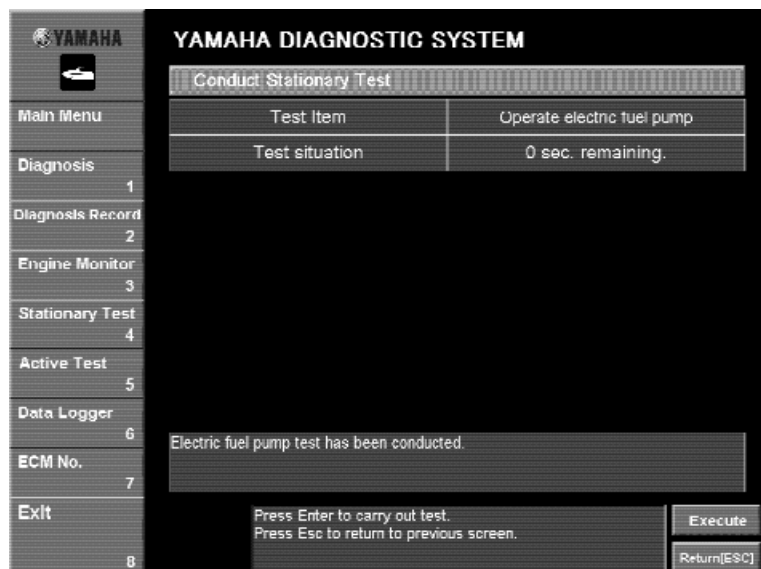 YAMAHA
YAMAHA DIAGNOSTIC SYSTEM
Conduct Stationary Test
Test Item Operate electric fuel pump
Test situation 0 sec. remaining.
Main Menu
Diagnosis
1
Diagnosis Record
2
Engine Monitor
3
Stationary Test
4
Active Test
5
Data Logger
6
ECM No.
7
Exit
8
Electric fuel pump test has been conducted.
Press Enter to carry out test.
Press Esc to return to previous screen.
Execute
Return[ESC]